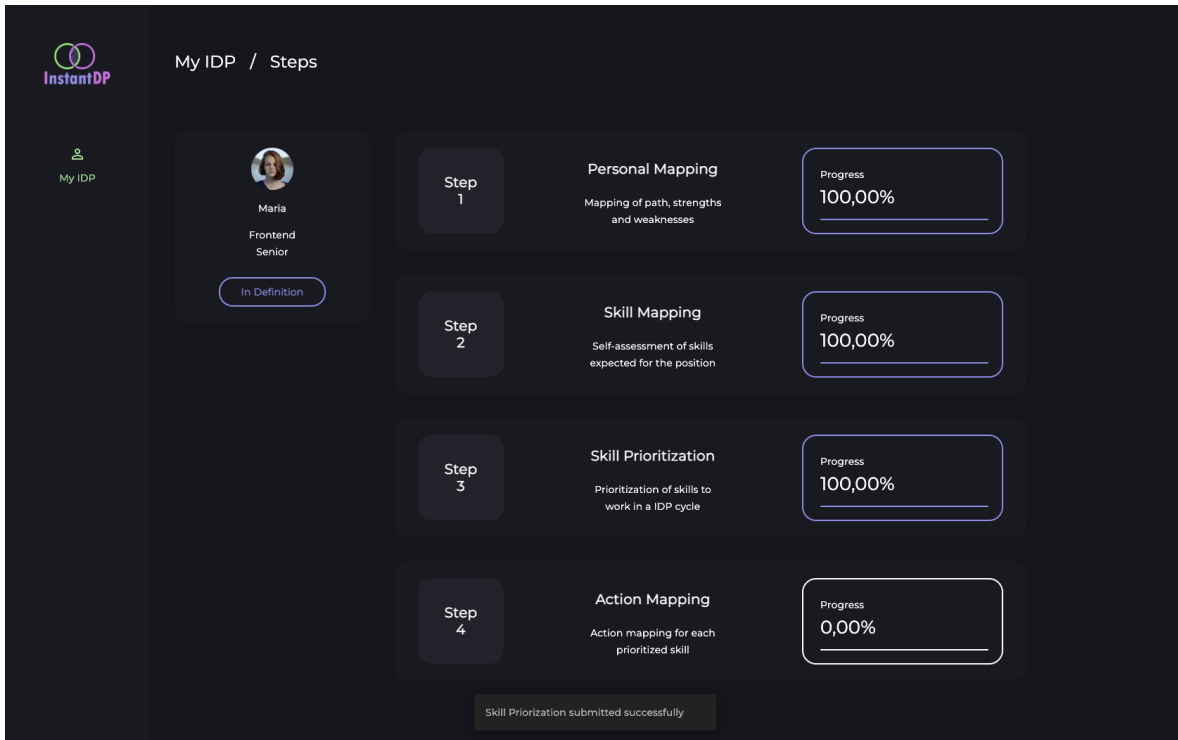 InstantDP
My IDP / Steps
My IDP
Maria
Frontend
Senior
In Definition
Step
1
Personal Mapping
Mapping of path, strengths
and weaknesses
Progress
100,00%
Step
2
Skill Mapping
Self-assessment of skills
expected for the position
Progress
100,00%
Step
3
Skill Prioritization
Prioritization of skills to
work in a IDP cycle
Progress
100,00%
Step
4
Action Mapping
Action mapping for each
prioritized skill
Progress
0,00%
Skill Priorization submitted successfully